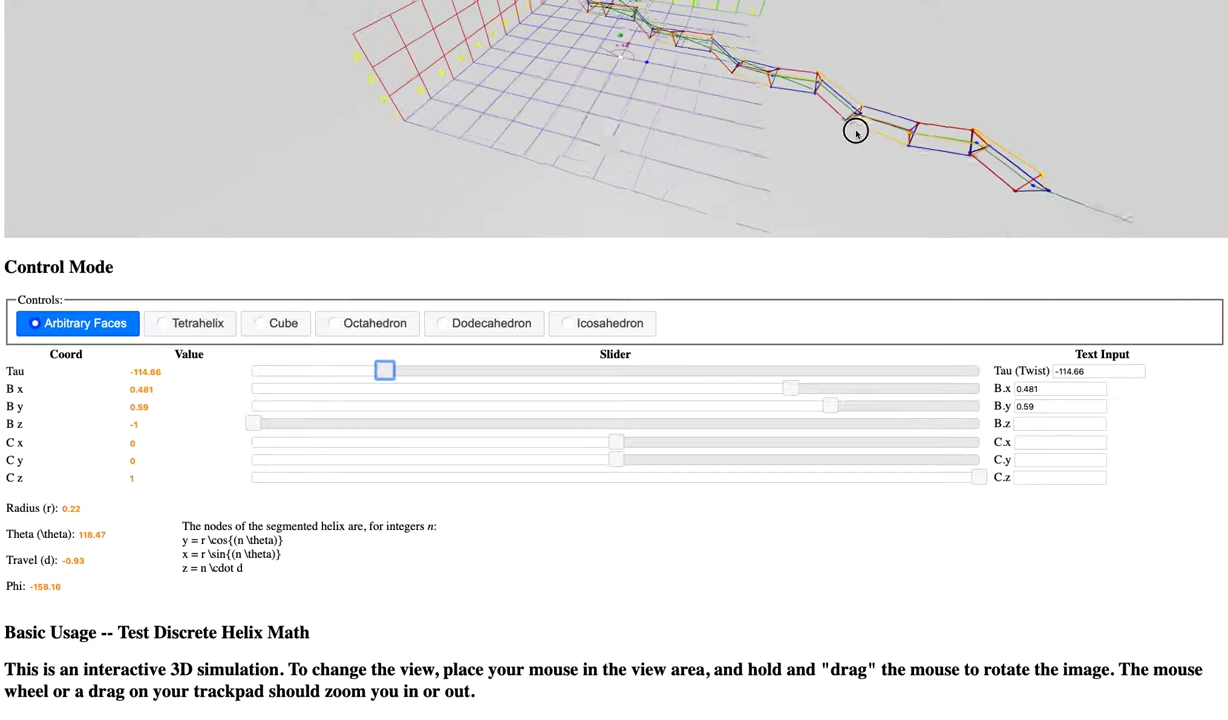 Control Mode
Controls:
Arbitrary Faces Tetrahelix Cube Octahedron Dodecahedron Icosahedron
Coord Value Slider Text Input
Tau -114.66 Tau (Twist) -114.66
B x 0.481 B.x 0.481
B y 0.59 B.y 0.59
B z -1 B.z
C x 0 C.x
C y 0 C.y
C z 1 C.z
Radius (r): 0.22
Theta (\theta): 118.47
Travel (d): -0.93
Phi: -158.16
The nodes of the segmented helix are, for integers n:
y = r \cos{(n \theta)}
x = r \sin{(n \theta)}
z = n \cdot d
Basic Usage -- Test Discrete Helix Math
This is an interactive 3D simulation. To change the view, place your mouse in the view area, and hold and "drag" the mouse to rotate the image. The mouse
wheel or a drag on your trackpad should zoom you in or out.